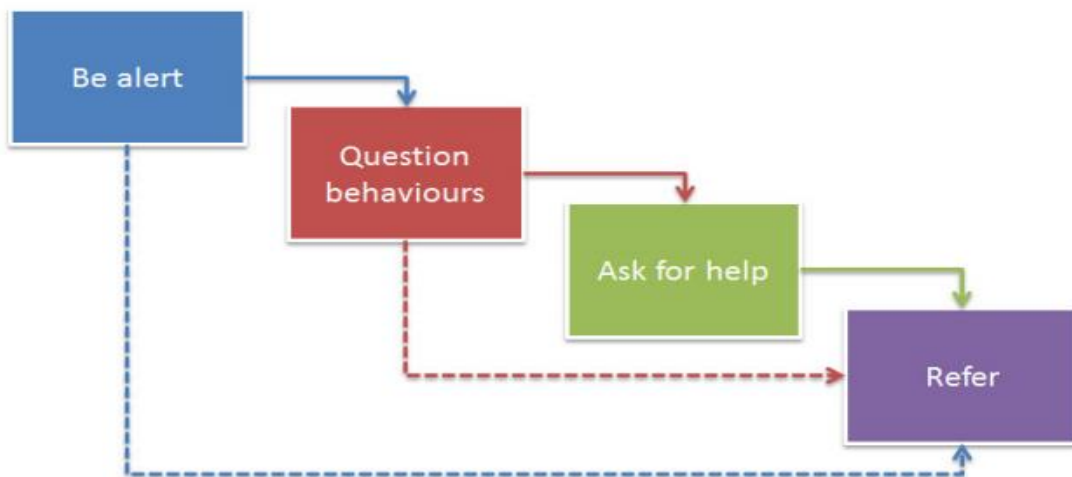 Be alert
Question
behaviours
Ask for help
Refer